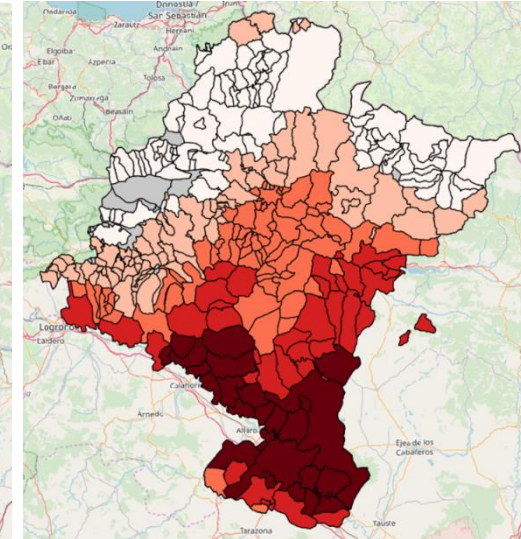 Donostia /
San Sebastián
Zarautz
Hernani
Andoain
Elgoibar
Eibar
Azpeitia
Tolosa
Bergara
Zumarraga
Beasain
Oñati
Logroño
Lardero
Calahorra
Arnedo
Alfaro
Ejea de los
Caballeros
Tarazona
Tauste